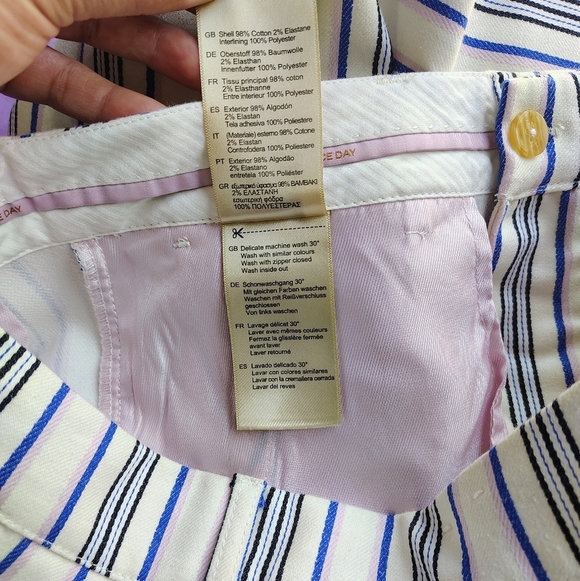 GB Shell 98% Cotton 2% Elastane
Interfining 100% Polyester
DE Oberstoff 98% Baumwolle
2% Elasthan
Innenfutter 100% Polyester
FR Tissu principal 98% coton
2% Elasthanne
Entre interieur 100% Polyester
ES Exterior 98% Algodón
2% Elastan
Tela adhesiva 100% Poliestere
IT (Materiale) esterno 98% Cotone
2% Elastan
Controfodera 100% Poliestere
PT Exterior 98% Algodão
2% Elastano
entretela 100% Poliéster
GR εξωτερικό ύφασμα 98% ΒΑΜΒΑΚΙ
2% ΕΛΑΣΤΑΝΗ
εσωτερική φόδρα
100% ΠΟΛΥΕΣΤΕΡΑΣ
CE DAY
CE DAY
GB Delicate machine wash 30°
Wash with similar colours
Wash with zipper closed
Wash inside out
DE Schonwaschgang 30°
Mit gleichen Farban waschen
Waschen mit Reißverschluss
geschlossen
Von links waschen
FR Lavage délicat 30°
Laver avec mêmes couleurs
Fermez la glissière fermée
avant laver
Laver retourné
ES Lavado delicado 30°
Lavar con colores similares
Lavar con la cremallera cerrada
Lavar del reves